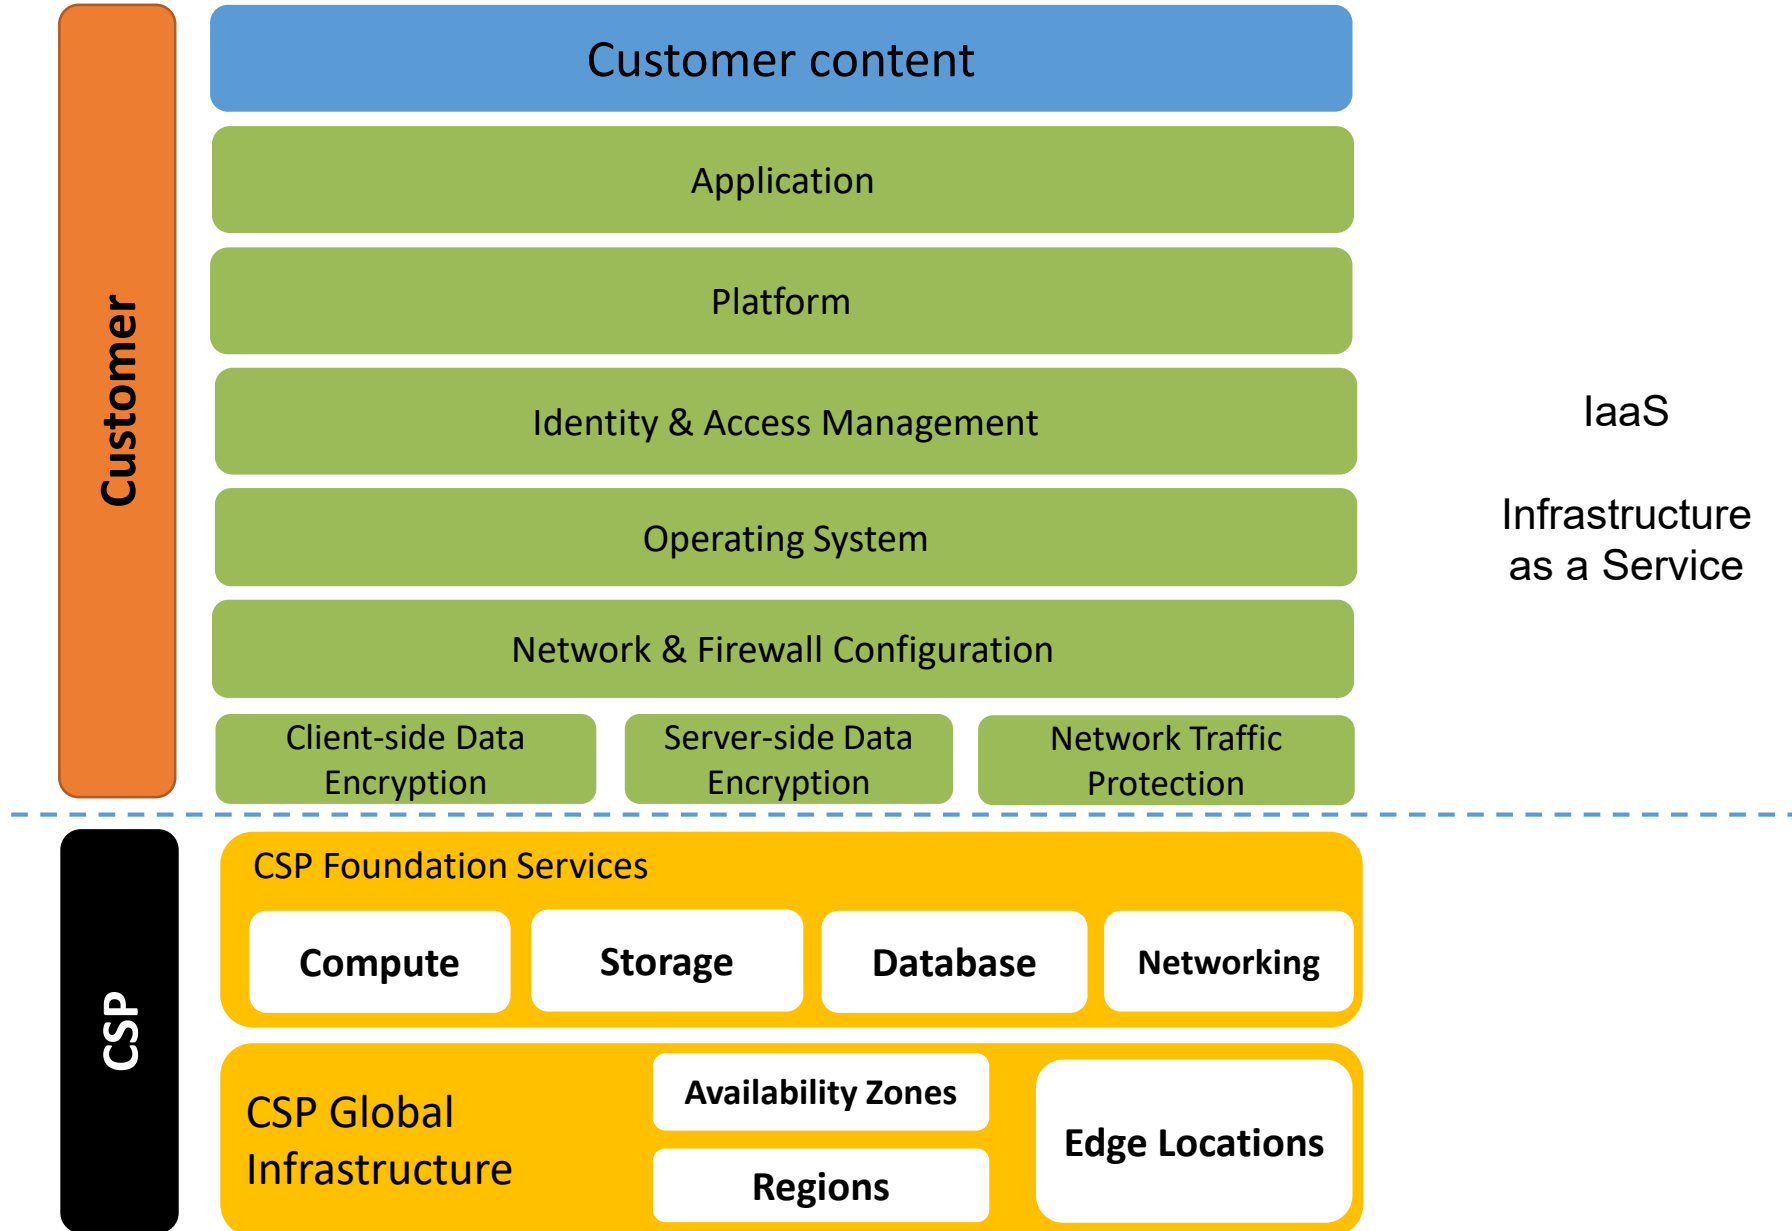 Customer
Customer content
Application
Platform
Identity & Access Management
Operating System
Network & Firewall Configuration
Client-side Data
Encryption
Server-side Data
Encryption
Network Traffic
Protection
IaaS
Infrastructure
as a Service
CSP
CSP Foundation Services
Compute
Storage
Database
Networking
CSP Global
Infrastructure
Availability Zones
Regions
Edge Locations